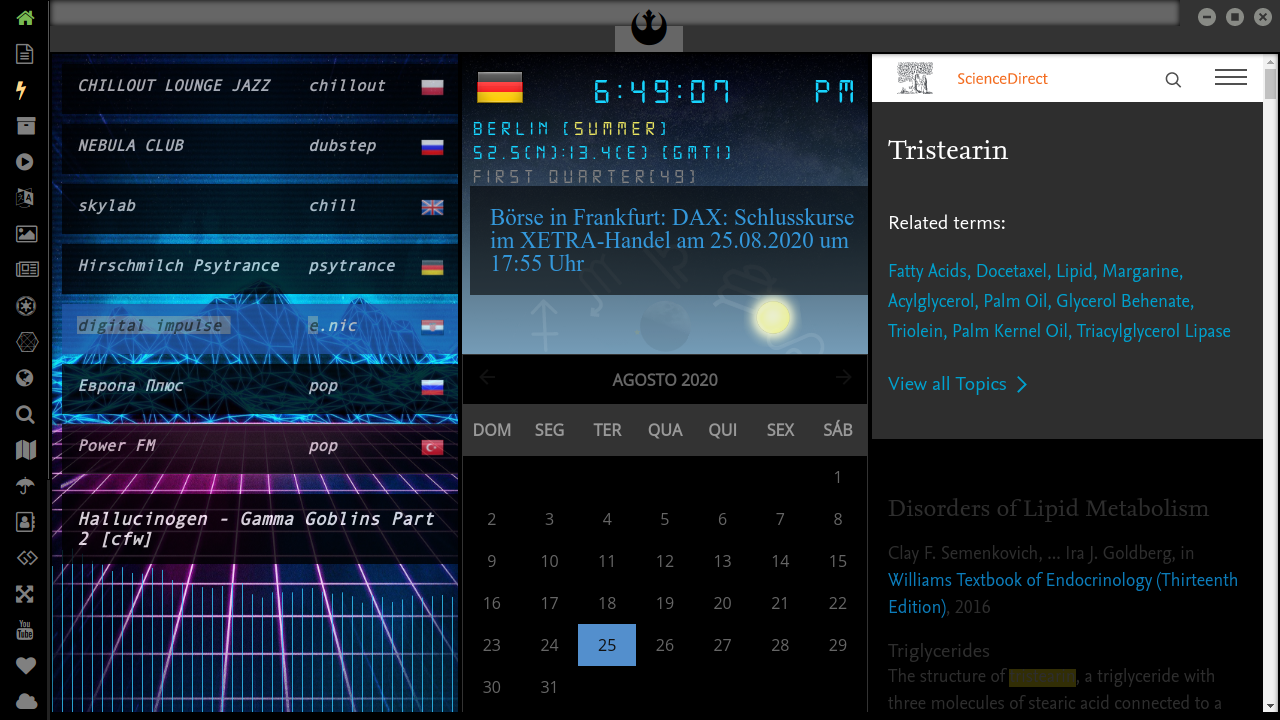 CHILLOUT LOUNGE JAZZ chillout
NEBULA CLUB dubstep
skylab chill
Hirschmilch Psytrance psytrance
digital impulse e.nic
Европа Плюс pop
Power FM pop
Hallucinogen - Gamma Goblins Part
2 [cfw]
6:49:07 PM
BERLIN (SUMMER)
52.5(N):13.4(E) (GMT1)
FIRST QUARTER(49)
Börse in Frankfurt: DAX: Schlusskurse
im XETRA-Handel am 25.08.2020 um
17:55 Uhr
AGOSTO 2020
DOM SEG TER QUA QUI SEX SÁB
1
2 3 4 5 6 7 8
9 10 11 12 13 14 15
16 17 18 19 20 21 22
23 24 25 26 27 28 29
30 31
ScienceDirect
Tristearin
Related terms:
Fatty Acids, Docetaxel, Lipid, Margarine,
Acylglycerol, Palm Oil, Glycerol Behenate,
Triolein, Palm Kernel Oil, Triacylglycerol Lipase
View all Topics
Disorders of Lipid Metabolism
Clay F. Semenkovich, ... Ira J. Goldberg, in
Williams Textbook of Endocrinology (Thirteenth
Edition), 2016
Triglycerides
The structure of , a triglyceride with
three molecules of stearic acid connected to a
You Tube